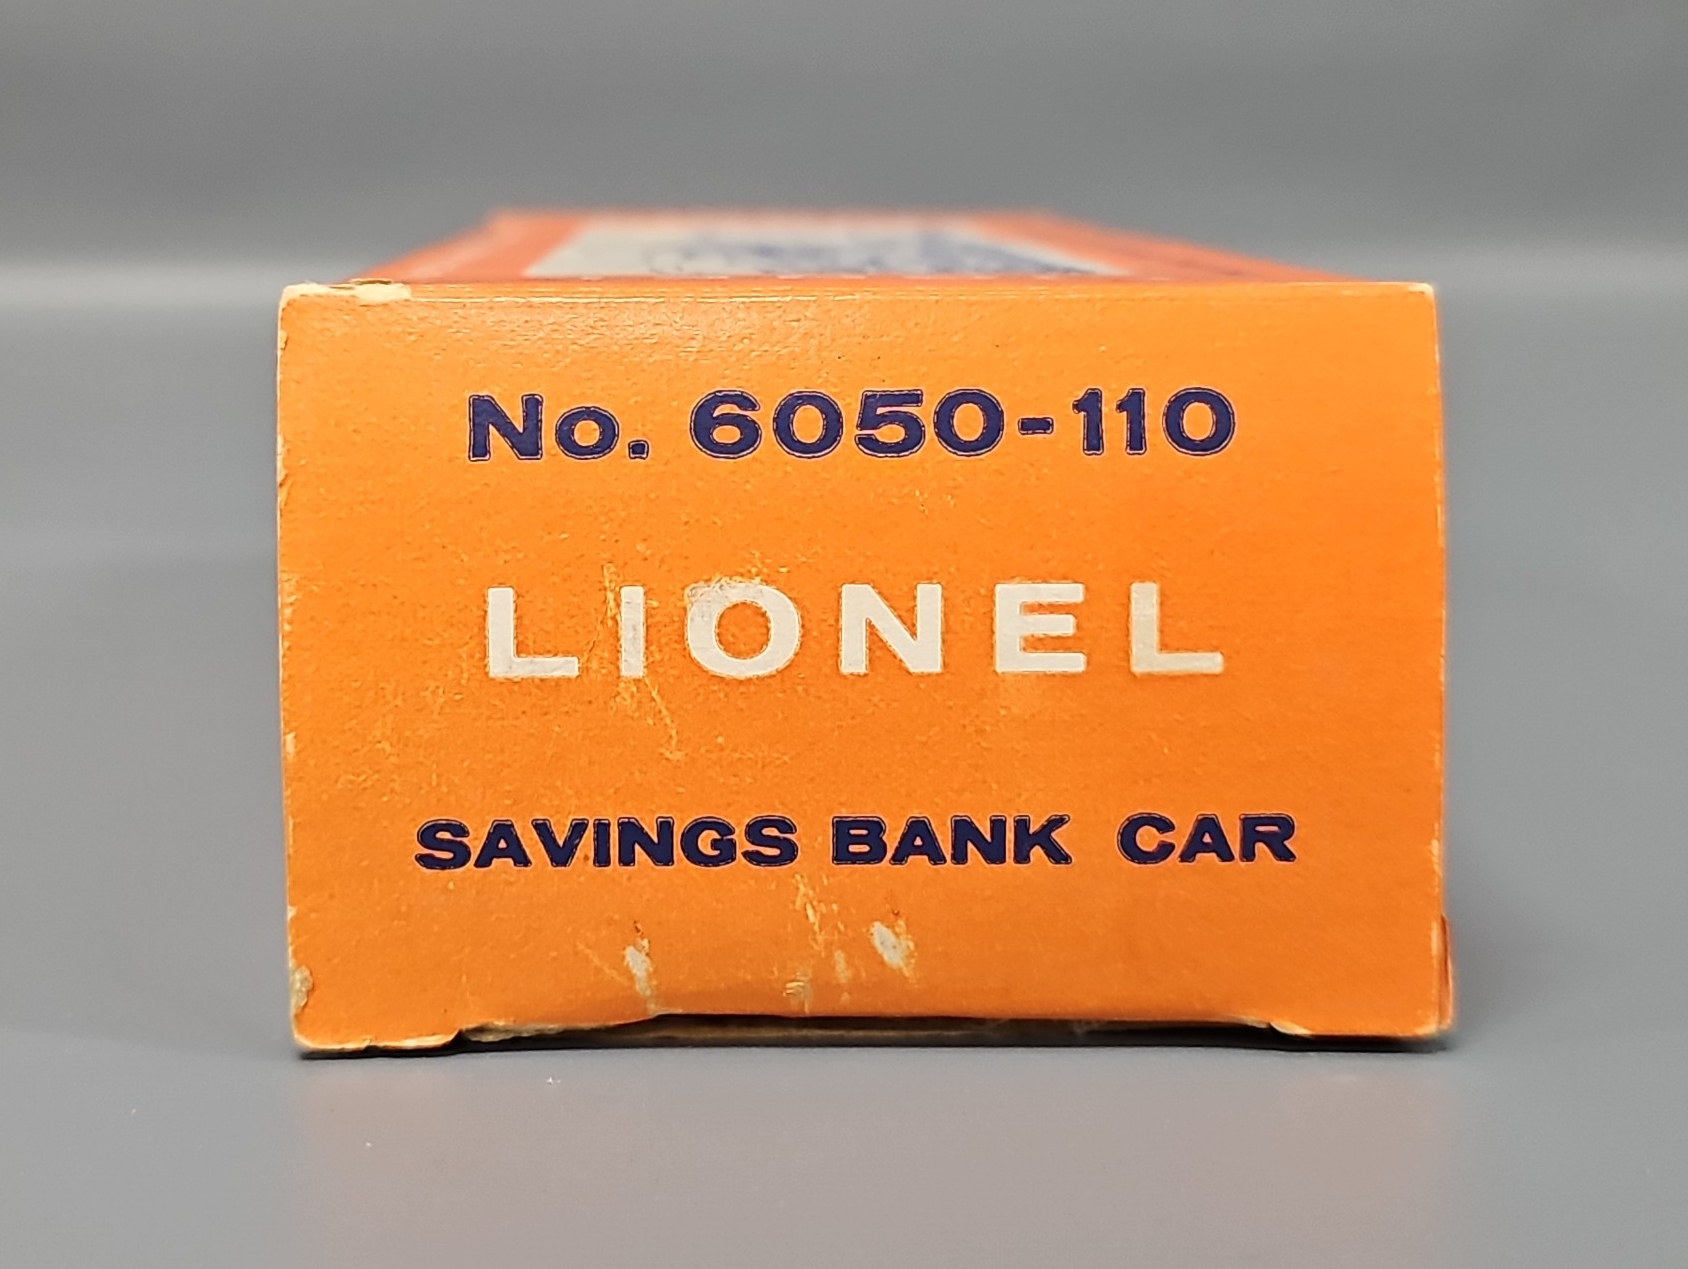 No. 6050-110
LIONEL
SAVINGS BANK CAR